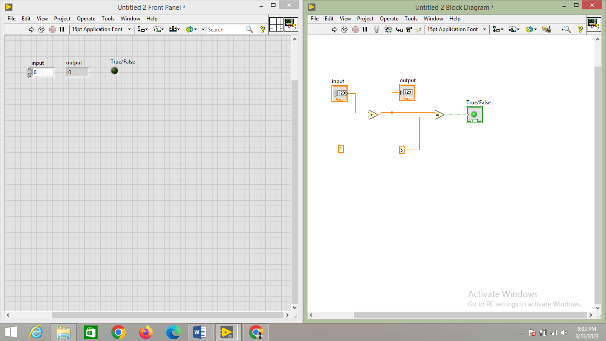 Untitled 2 Front Panel *
File Edit View Project Operate Tools Window Help
15pt Application Font
Search
input
output
True/False
0
Untitled 2 Block Diagram *
File Edit View Project Operate Tools Window Help
15pt Application Font
input
output
True/False
Activate Windows
Go to PC settings to activate Windows.